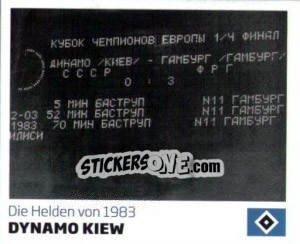 КУБОК ЧЕМПИОНОВ ЕВРОПЫ 1/4 ФИНАЛ
ДИНАМО /КИЕВ/ - ГАМБУРГ /ГАМБУРГ/
С С С Р Ф Р Г
0 : 3
5 МИН БАСТРУП N11 ГАМБУРГ
2-03 52 МИН БАСТРУП N11 ГАМБУРГ
1983 70 МИН БАСТРУП N11 ГАМБУРГ
ИЛИСИ
STICKERSONE.com
Die Helden von 1983
DYNAMO KIEW